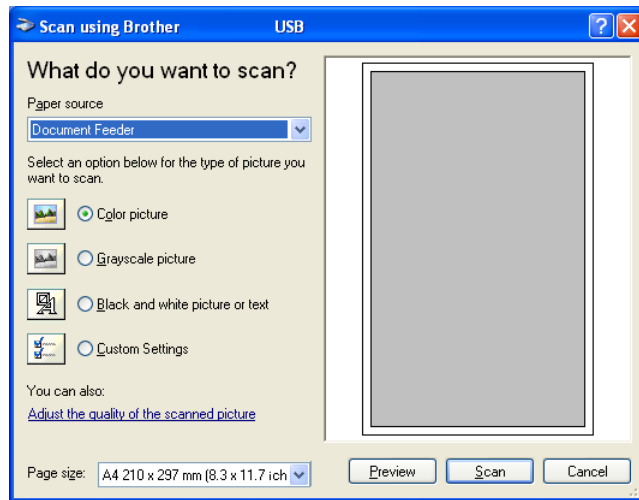 Scan using Brother USB
What do you want to scan?
Paper source
Document Feeder
Select an option below for the type of picture you
want to scan.
Color picture
Grayscale picture
Black and white picture or text
Custom Settings
You can also:
Adjust the quality of the scanned picture
Page size: A4 210 x 297 mm (8.3 x 11.7 ich
Preview Scan Cancel